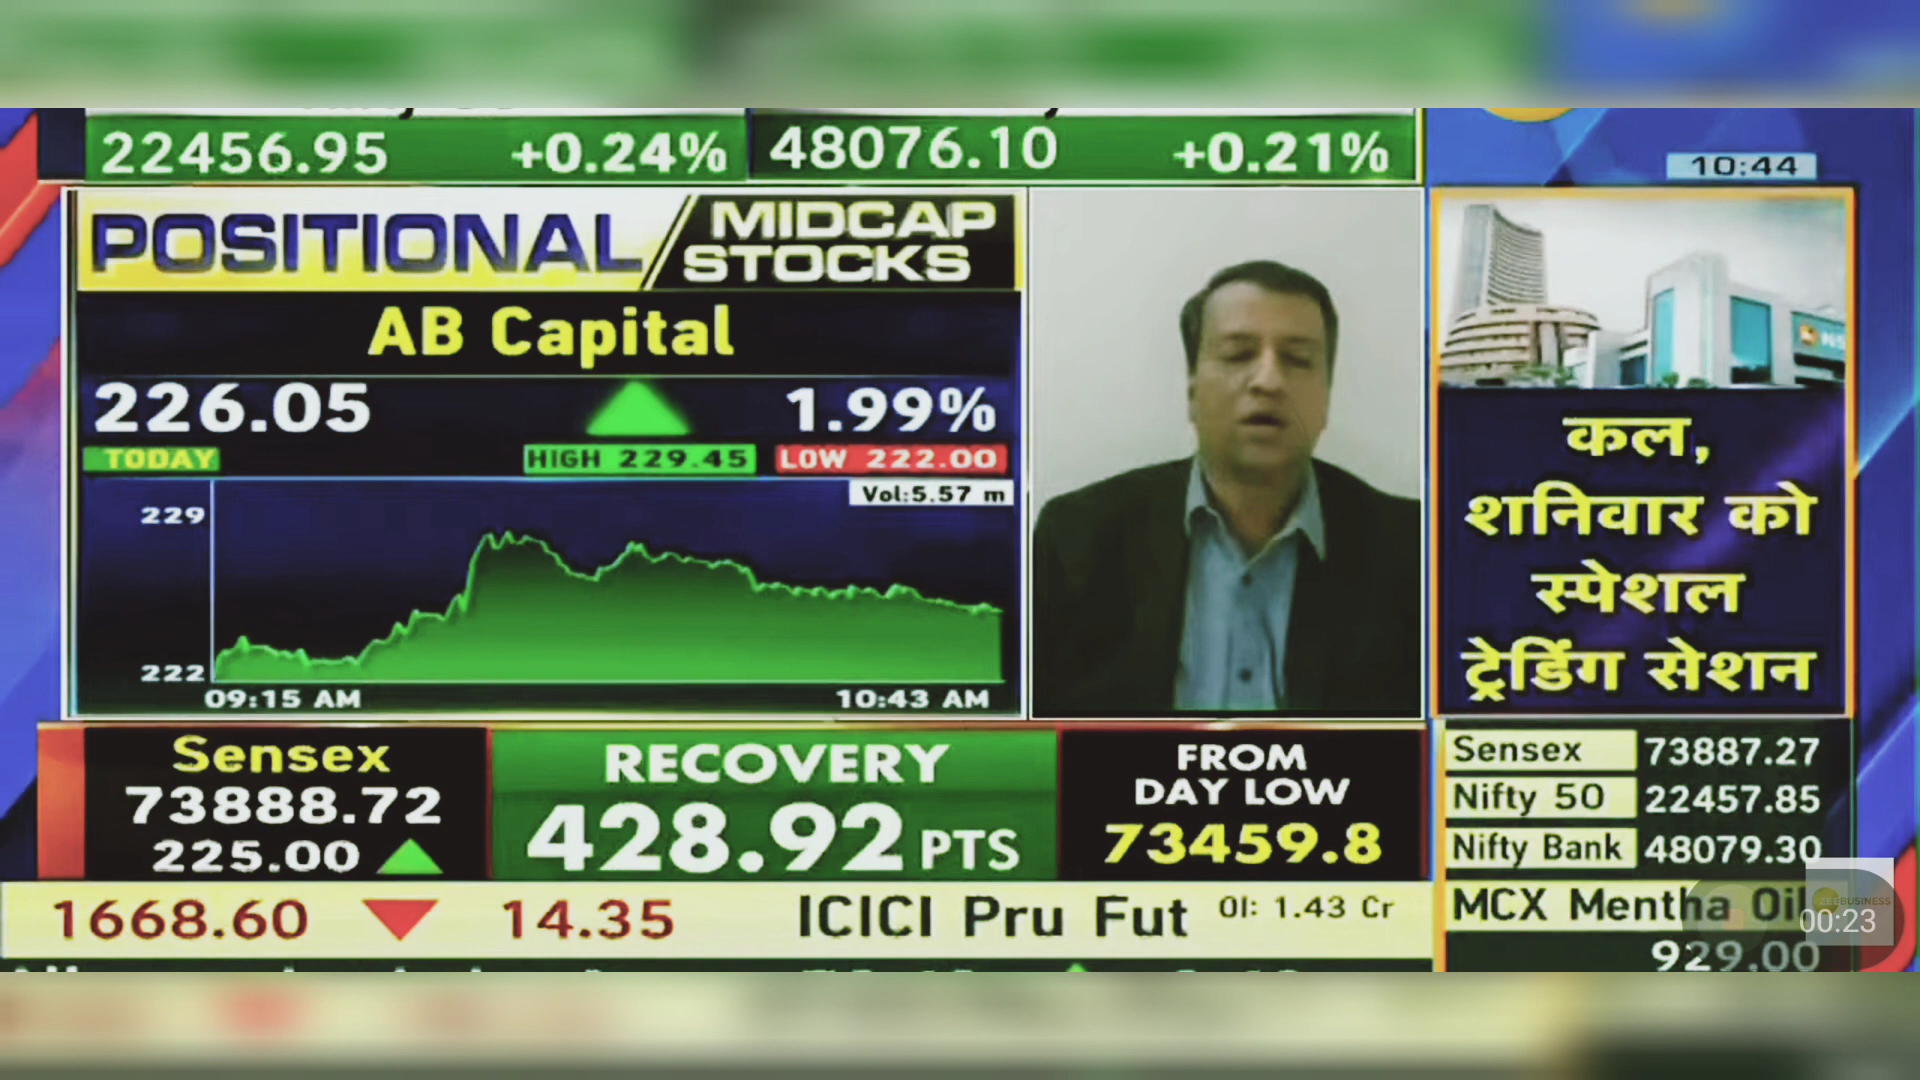 22456.95 +0.24% 48076.10 +0.21%
10:44
POSITIONAL
MIDCAP
STOCKS
AB Capital
226.05 1.99%
TODAY HIGH 229.45 LOW 222.00
Vol:5.57 m
229
222
09:15 AM 10:43 AM
NS
कल,
शनिवार को
स्पेशल
ट्रेडिंग सेशन
Sensex
73888.72
225.00
RECOVERY
428.92 PTS
FROM
DAY LOW
73459.8
Sensex 73887.27
Nifty 50 22457.85
Nifty Bank 48079.30
MCX Mentha Oil
929.00
1668.60 14.35 ICICI Pru Fut OI: 1.43 Cr
ZEEBUSINESS
00:23